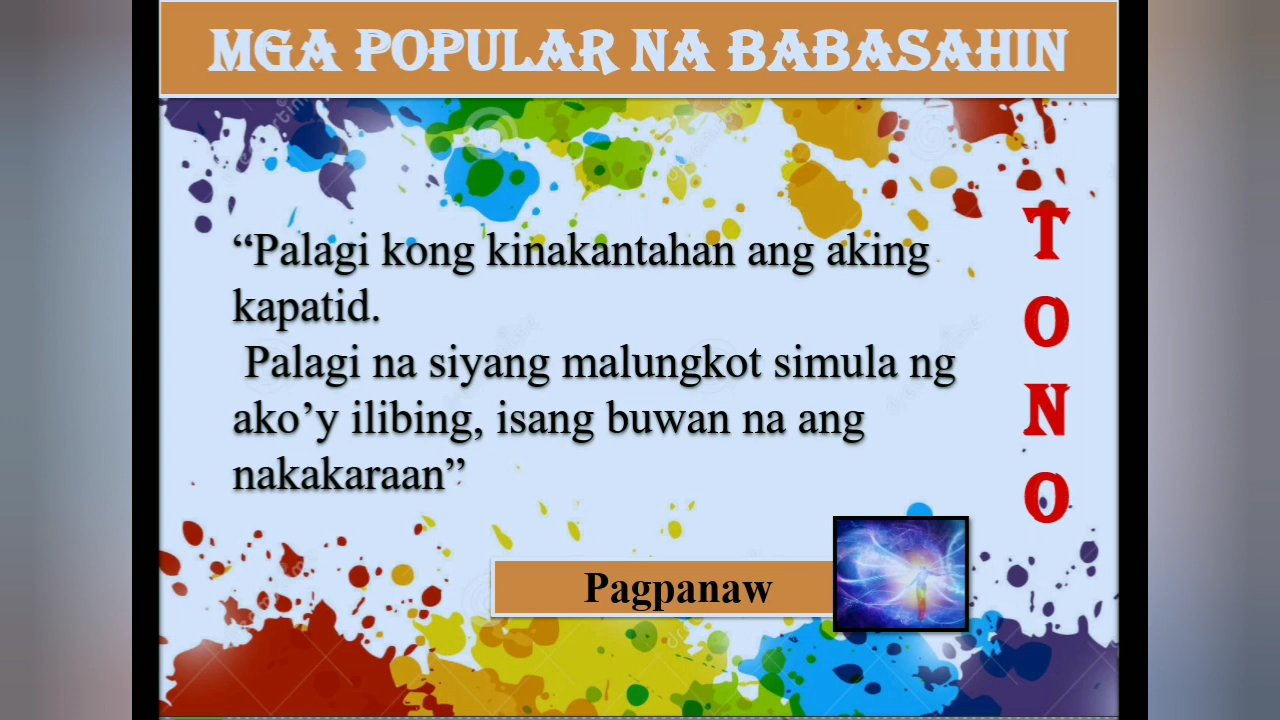 MGA POPULAR NA BABASAHIN
“Palagi kong kinakantahan ang aking
kapatid.
Palagi na siyang malungkot simula ng
ako’y ilibing, isang buwan na ang
nakakaraan”
TONO
Pagpanaw